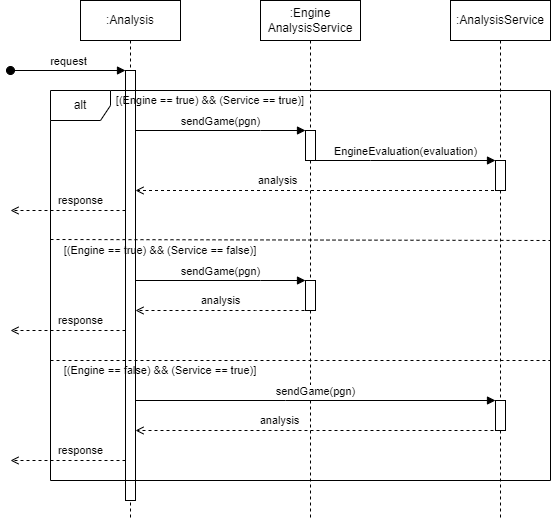 :Analysis
:Engine
AnalysisService
:AnalysisService
request
alt
[(Engine == true) && (Service == true)]
sendGame(pgn)
EngineEvaluation(evaluation)
analysis
response
[(Engine == true) && (Service == false)]
sendGame(pgn)
analysis
response
[(Engine == false) && (Service == true)]
sendGame(pgn)
analysis
response